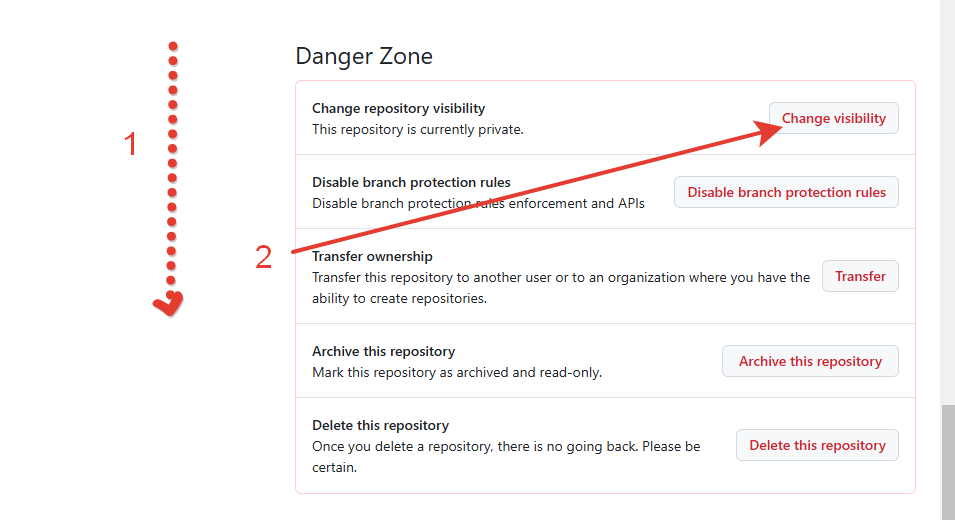 Danger Zone
1
Change repository visibility
This repository is currently private.
Change visibility
Disable branch protection rules
Disable branch protection rules enforcement and APIs
Disable branch protection rules
2
Transfer ownership
Transfer this repository to another user or to an organization where you have the
ability to create repositories.
Transfer
Archive this repository
Mark this repository as archived and read-only.
Archive this repository
Delete this repository
Once you delete a repository, there is no going back. Please be
certain.
Delete this repository